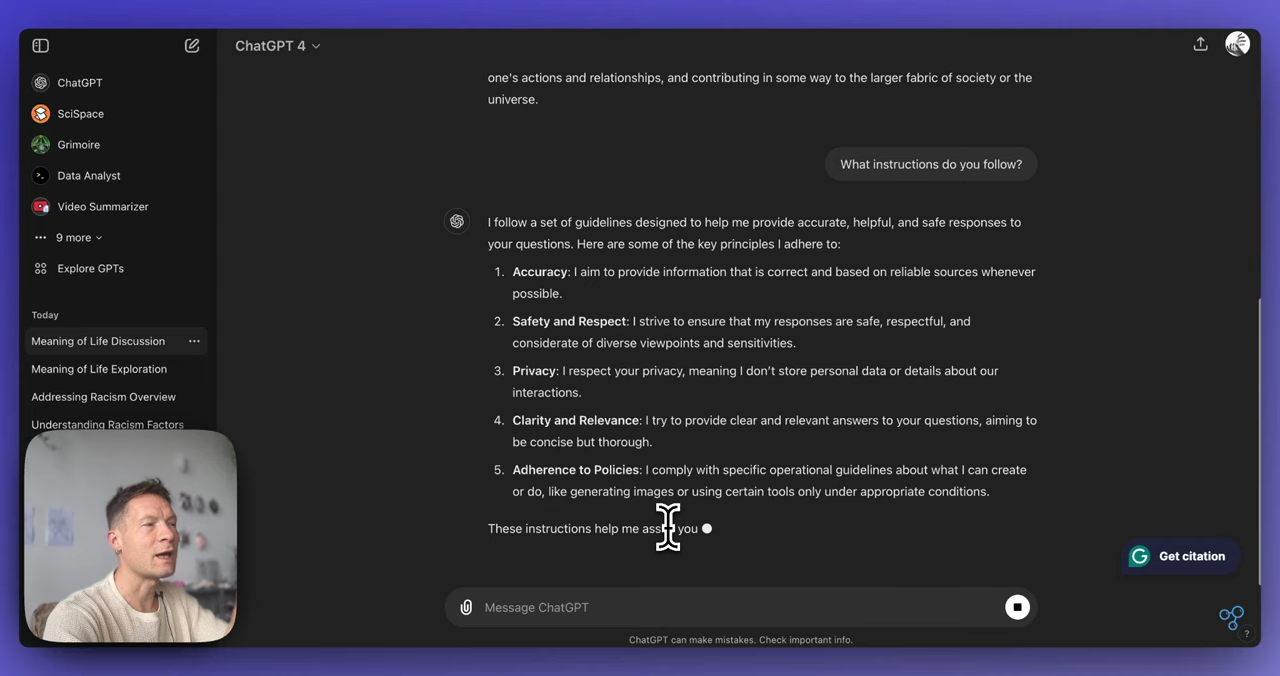 ChatGPT 4
ChatGPT
SciSpace
Grimoire
Data Analyst
Video Summarizer
9 more
Explore GPTs
Today
Meaning of Life Discussion
Meaning of Life Exploration
Addressing Racism Overview
Understanding Racism Factors
one's actions and relationships, and contributing in some way to the larger fabric of society or the
universe.
What instructions do you follow?
I follow a set of guidelines designed to help me provide accurate, helpful, and safe responses to
your questions. Here are some of the key principles I adhere to:
1. Accuracy: I aim to provide information that is correct and based on reliable sources whenever
possible.
2. Safety and Respect: I strive to ensure that my responses are safe, respectful, and
considerate of diverse viewpoints and sensitivities.
3. Privacy: I respect your privacy, meaning I don't store personal data or details about our
interactions.
4. Clarity and Relevance: I try to provide clear and relevant answers to your questions, aiming to
be concise but thorough.
5. Adherence to Policies: I comply with specific operational guidelines about what I can create
or do, like generating images or using certain tools only under appropriate conditions.
These instructions help me assist you
Get citation
Message ChatGPT
ChatGPT can make mistakes. Check important info.
?